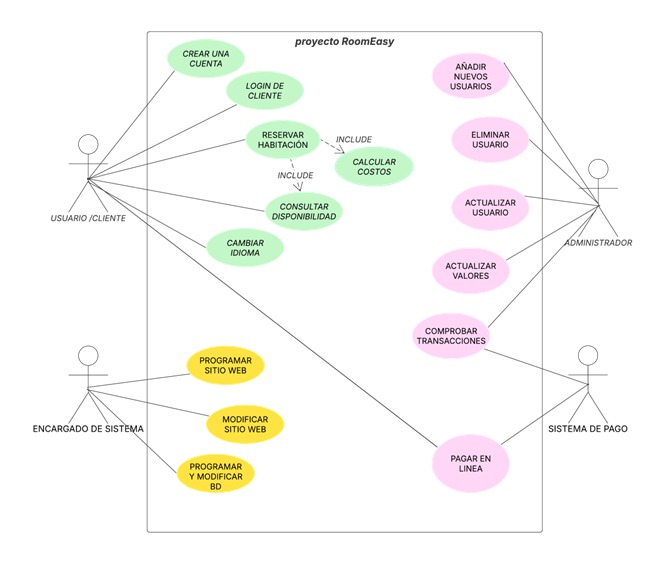 proyecto RoomEasy
CREAR UNA
CUENTA
LOGIN DE
CLIENTE
RESERVAR
HABITACIÓN
INCLUDE
CALCULAR
COSTOS
INCLUDE
CONSULTAR
DISPONIBILIDAD
CAMBIAR
IDIOMA
USUARIO /CLIENTE
AÑADIR
NUEVOS
USUARIOS
ELIMINAR
USUARIO
ACTUALIZAR
USUARIO
ACTUALIZAR
VALORES
COMPROBAR
TRANSACCIONES
ADMINISTRADOR
PROGRAMAR
SITIO WEB
MODIFICAR
SITIO WEB
PROGRAMAR
Y MODIFICAR
BD
ENCARGADO DE SISTEMA
PAGAR EN
LINEA
SISTEMA DE PAGO